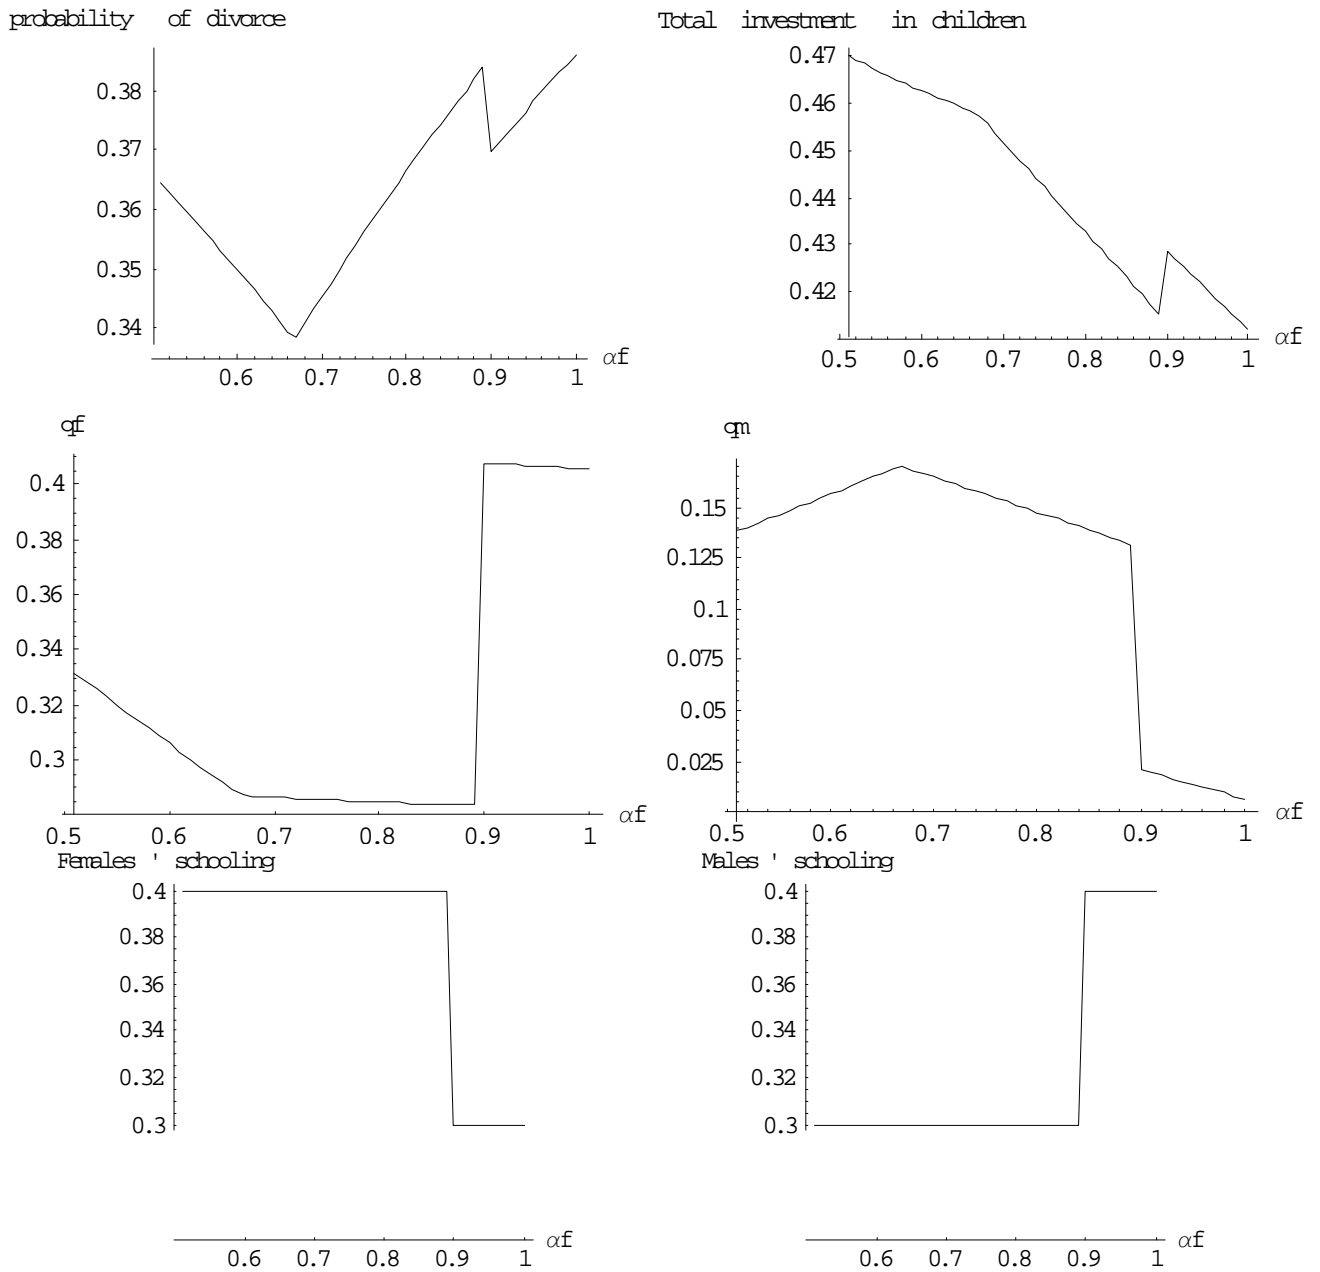 probability of divorce
0.38
0.37
0.36
0.35
0.34
0.6 0.7 0.8 0.9 1 αf
Total investment in children
0.47
0.46
0.45
0.44
0.43
0.42
0.5 0.6 0.7 0.8 0.9 1 αf
qf
0.4
0.38
0.36
0.34
0.32
0.3
0.5 0.6 0.7 0.8 0.9 1 αf
qm
0.15
0.125
0.1
0.075
0.05
0.025
0.5 0.6 0.7 0.8 0.9 1 αf
Females ' schooling
0.4
0.38
0.36
0.34
0.32
0.3
0.6 0.7 0.8 0.9 1 αf
Males ' schooling
0.4
0.38
0.36
0.34
0.32
0.3
0.6 0.7 0.8 0.9 1 αf